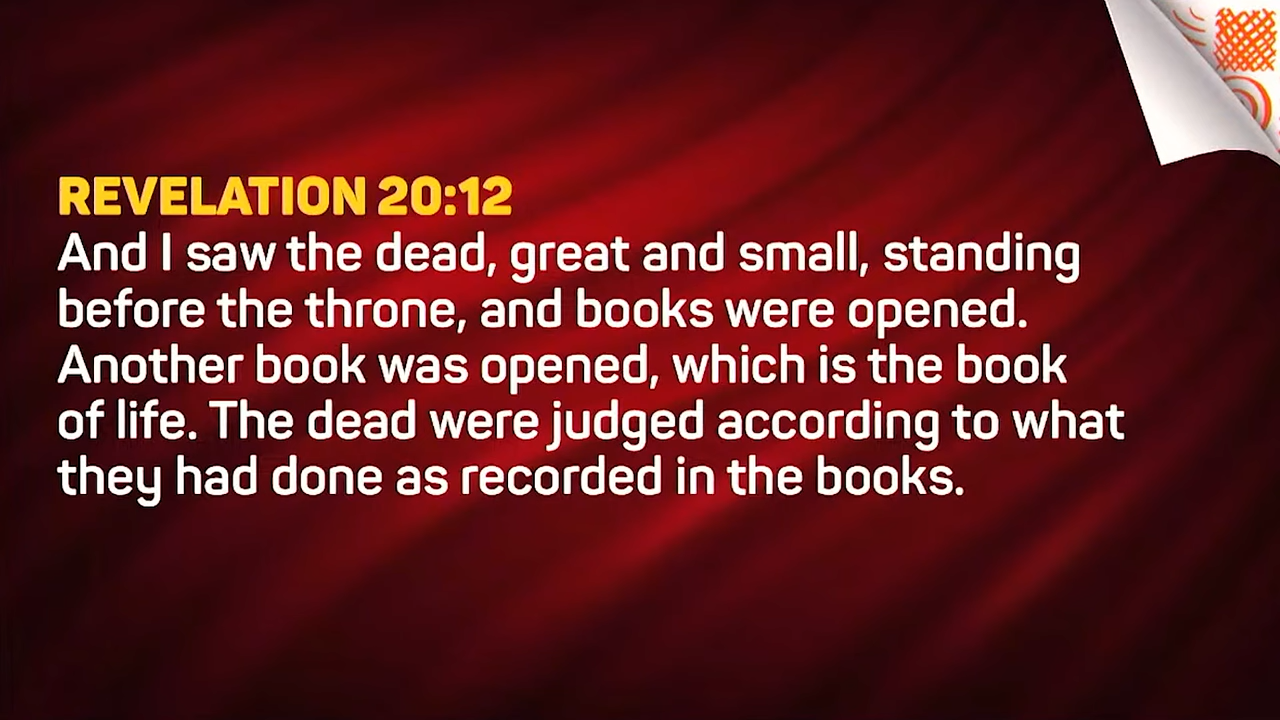 REVELATION 20:12
And I saw the dead, great and small, standing
before the throne, and books were opened.
Another book was opened, which is the book
of life. The dead were judged according to what
they had done as recorded in the books.